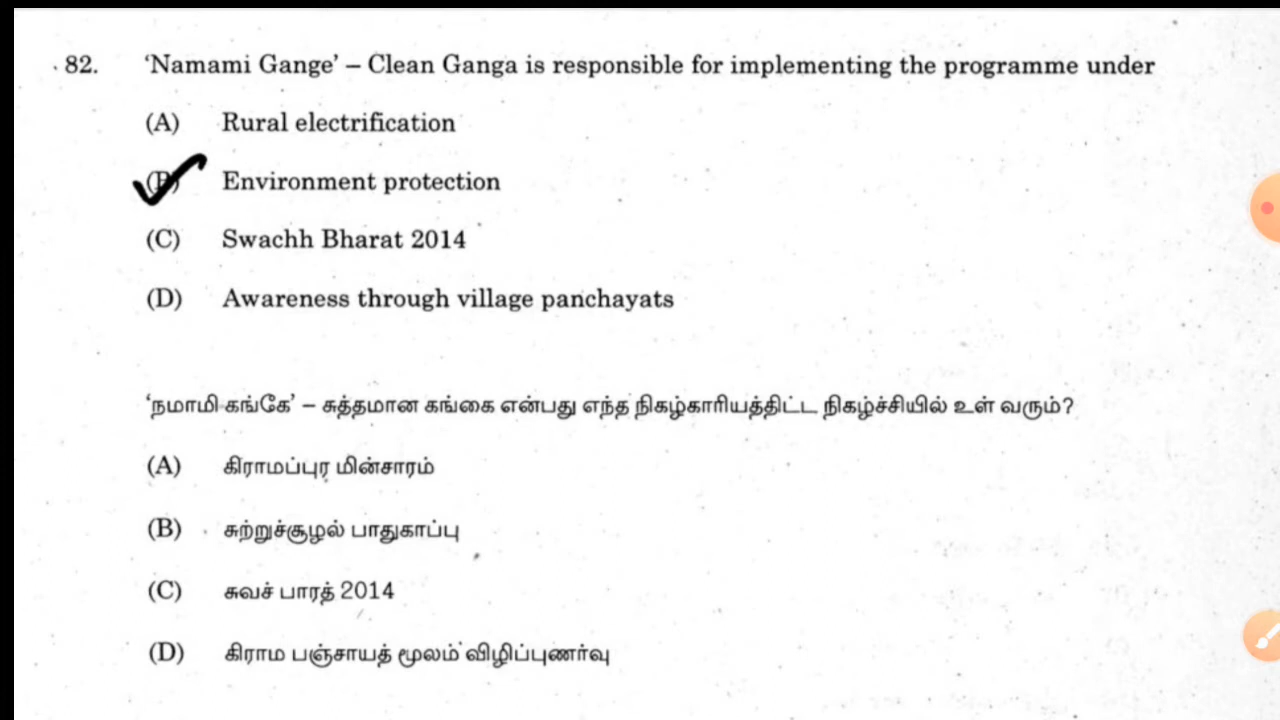 82. ‘Namami Gange’ – Clean Ganga is responsible for implementing the programme under
(A) Rural electrification
(B) Environment protection
(C) Swachh Bharat 2014
(D) Awareness through village panchayats
‘நமாமி கங்கே’ – சுத்தமான கங்கை என்பது எந்த நிகழ்காரியத்திட்ட நிகழ்ச்சியில் உள் வரும்?
(A) கிராமப்புர மின்சாரம்
(B) சுற்றுச்சூழல் பாதுகாப்பு
(C) சுவச் பாரத் 2014
(D) கிராம பஞ்சாயத் மூலம் விழிப்புணர்வு